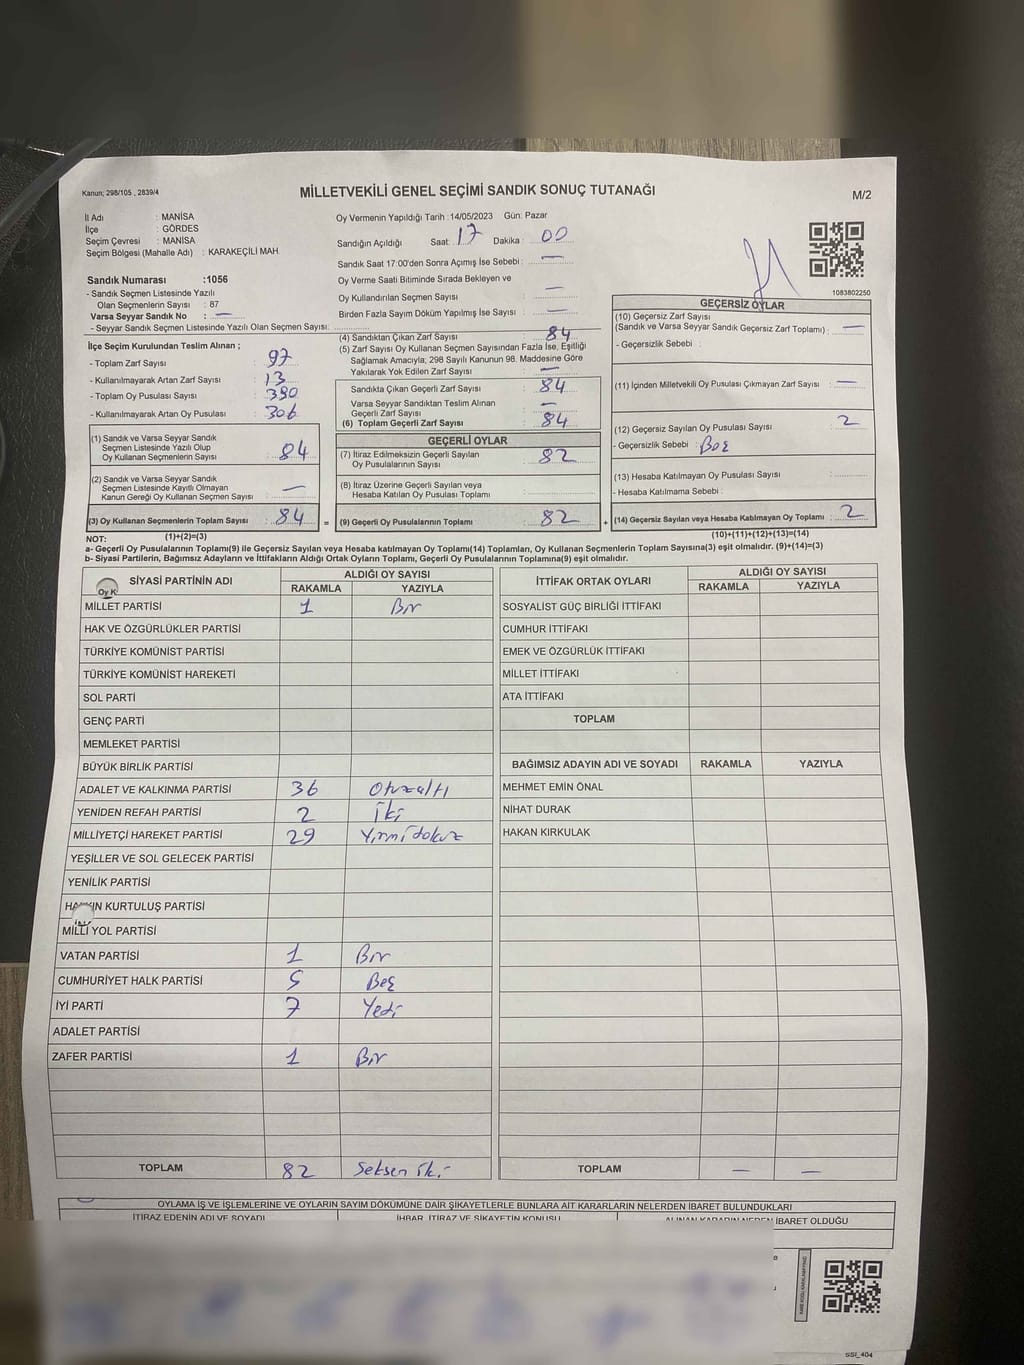 Kanun; 298/105 , 2839/4
MİLLETVEKİLİ GENEL SEÇİMİ SANDIK SONUÇ TUTANAĞI
M/2
İl Adı : MANİSA
İlçe : GÖRDES
Seçim Çevresi : MANİSA
Seçim Bölgesi (Mahalle Adı) : KARAKEÇİLİ MAH.
Sandık Numarası :1056
- Sandık Seçmen Listesinde Yazılı
Olan Seçmenlerin Sayısı : 87
Varsa Seyyar Sandık No : —
- Seyyar Sandık Seçmen Listesinde Yazılı Olan Seçmen Sayısı:
İlçe Seçim Kurulundan Teslim Alınan ;
- Toplam Zarf Sayısı : 97
- Kullanılmayarak Artan Zarf Sayısı : 13
- Toplam Oy Pusulası : 390
- Kullanılmayarak Artan Oy Pusulası : 306
(1) Sandık ve Varsa Seyyar Sandık
Seçmen Listesinde Yazılı Olup
Oy Kullanan Seçmenlerin Sayısı : 84
(2) Sandık ve Varsa Seyyar Sandık
Seçmen Listesinde Kayıtlı Olmayan
Kanun Gereği Oy Kullanan Seçmen Sayısı : —
(3) Oy Kullanan Seçmenlerin Toplam Sayısı : 84
Oy Vermenin Yapıldığı Tarih :14/05/2023 Gün: Pazar
Sandığın Açıldığı Saat: 17 Dakika : 00
Sandık Saat 17:00'den Sonra Açımış İse Sebebi : —
Oy Verme Saati Bitiminde Sırada Bekleyen ve
Oy Kullandırılan Seçmen Sayısı : —
Birden Fazla Sayım Döküm Yapılmış İse Sayısı : —
(4) Sandıktan Çıkan Zarf Sayısı : 84
(5) Zarf Sayısı Oy Kullanan Seçmen Sayısından Fazla İse, Eşitliği
Sağlamak Amacıyla, 298 Sayılı Kanunun 98. Maddesine Göre
Yakılarak Yok Edilen Zarf Sayısı : —
Sandıkta Çıkan Geçerli Zarf Sayısı : 84
Varsa Seyyar Sandıktan Teslim Alınan
Geçerli Zarf Sayısı : —
(6) Toplam Geçerli Zarf Sayısı : 84
GEÇERLİ OYLAR
(7) İtiraz Edilmeksizin Geçerli Sayılan
Oy Pusulalarının Sayısı : 82
(8) İtiraz Üzerine Geçerli Sayılan veya
Hesaba Katılan Oy Pusulası Toplamı :
= (9) Geçerli Oy Pusulalarının Toplamı : 82 +
1083802250
GEÇERSİZ OYLAR
(10) Geçersiz Zarf Sayısı
(Sandık ve Varsa Seyyar Sandık Geçersiz Zarf Toplamı) : —
- Geçersizlik Sebebi :
(11) İçinden Milletvekili Oy Pusulası Çıkmayan Zarf Sayısı : —
(12) Geçersiz Sayılan Oy Pusulası Sayısı : 2
- Geçersizlik Sebebi : Boş
(13) Hesaba Katılmayan Oy Pusulası Sayısı :
- Hesaba Katılmama Sebebi :
(14) Geçersiz Sayılan veya Hesaba Katılmayan Oy Toplamı : 2
NOT: (1)+(2)=(3)
(10)+(11)+(12)+(13)=(14)
a- Geçerli Oy Pusulalarının Toplamı(9) ile Geçersiz Sayılan veya Hesaba katılmayan Oy Toplamı(14) Toplamları, Oy Kullanan Seçmenlerin Toplam Sayısına(3) eşit olmalıdır. (9)+(14)=(3)
b- Siyasi Partilerin, Bağımsız Adayların ve İttifakların Aldığı Ortak Oyların Toplamı, Geçerli Oy Pusulalarının Toplamına(9) eşit olmalıdır.
SİYASİ PARTİNİN ADI
ALDIĞI OY SAYISI
RAKAMLA YAZIYLA
Oy K
MİLLET PARTİSİ 1 Bir
HAK VE ÖZGÜRLÜKLER PARTİSİ
TÜRKİYE KOMÜNİST PARTİSİ
TÜRKİYE KOMÜNİST HAREKETİ
SOL PARTİ
GENÇ PARTİ
MEMLEKET PARTİSİ
BÜYÜK BİRLİK PARTİSİ
ADALET VE KALKINMA PARTİSİ 36 Otuzaltı
YENİDEN REFAH PARTİSİ 2 İki
MİLLİYETÇİ HAREKET PARTİSİ 29 Yirmidokuz
YEŞİLLER VE SOL GELECEK PARTİSİ
YENİLİK PARTİSİ
KURTULUŞ PARTİSİ
MİLLİ YOL PARTİSİ
VATAN PARTİSİ 1 Bir
CUMHURİYET HALK PARTİSİ 5 Beş
İYİ PARTİ 7 Yedi
ADALET PARTİSİ
ZAFER PARTİSİ 1 Bir
TOPLAM 82 Seksen iki
İTTİFAK ORTAK OYLARI
ALDIĞI OY SAYISI
RAKAMLA YAZIYLA
SOSYALİST GÜÇ BİRLİĞİ İTTİFAKI
CUMHUR İTTİFAKI
EMEK VE ÖZGÜRLÜK İTTİFAKI
MİLLET İTTİFAKI
ATA İTTİFAKI
TOPLAM
BAĞIMSIZ ADAYIN ADI VE SOYADI RAKAMLA YAZIYLA
MEHMET EMİN ÖNAL
NİHAT DURAK
HAKAN KIRKULAK
TOPLAM — —
OYLAMA İŞ VE İŞLEMLERİNE VE OYLARIN SAYIM DÖKÜMÜNE DAİR ŞİKAYETLERLE BUNLARA AİT KARARLARIN NELERDEN İBARET BULUNDUKLARI
İTİRAZ EDENİN ADI VE SOYADI İHBAR, İTİRAZ VE ŞİKAYETİN KONUSU ALINAN KARARIN NEDEN İBARET OLDUĞU
SSİ_404